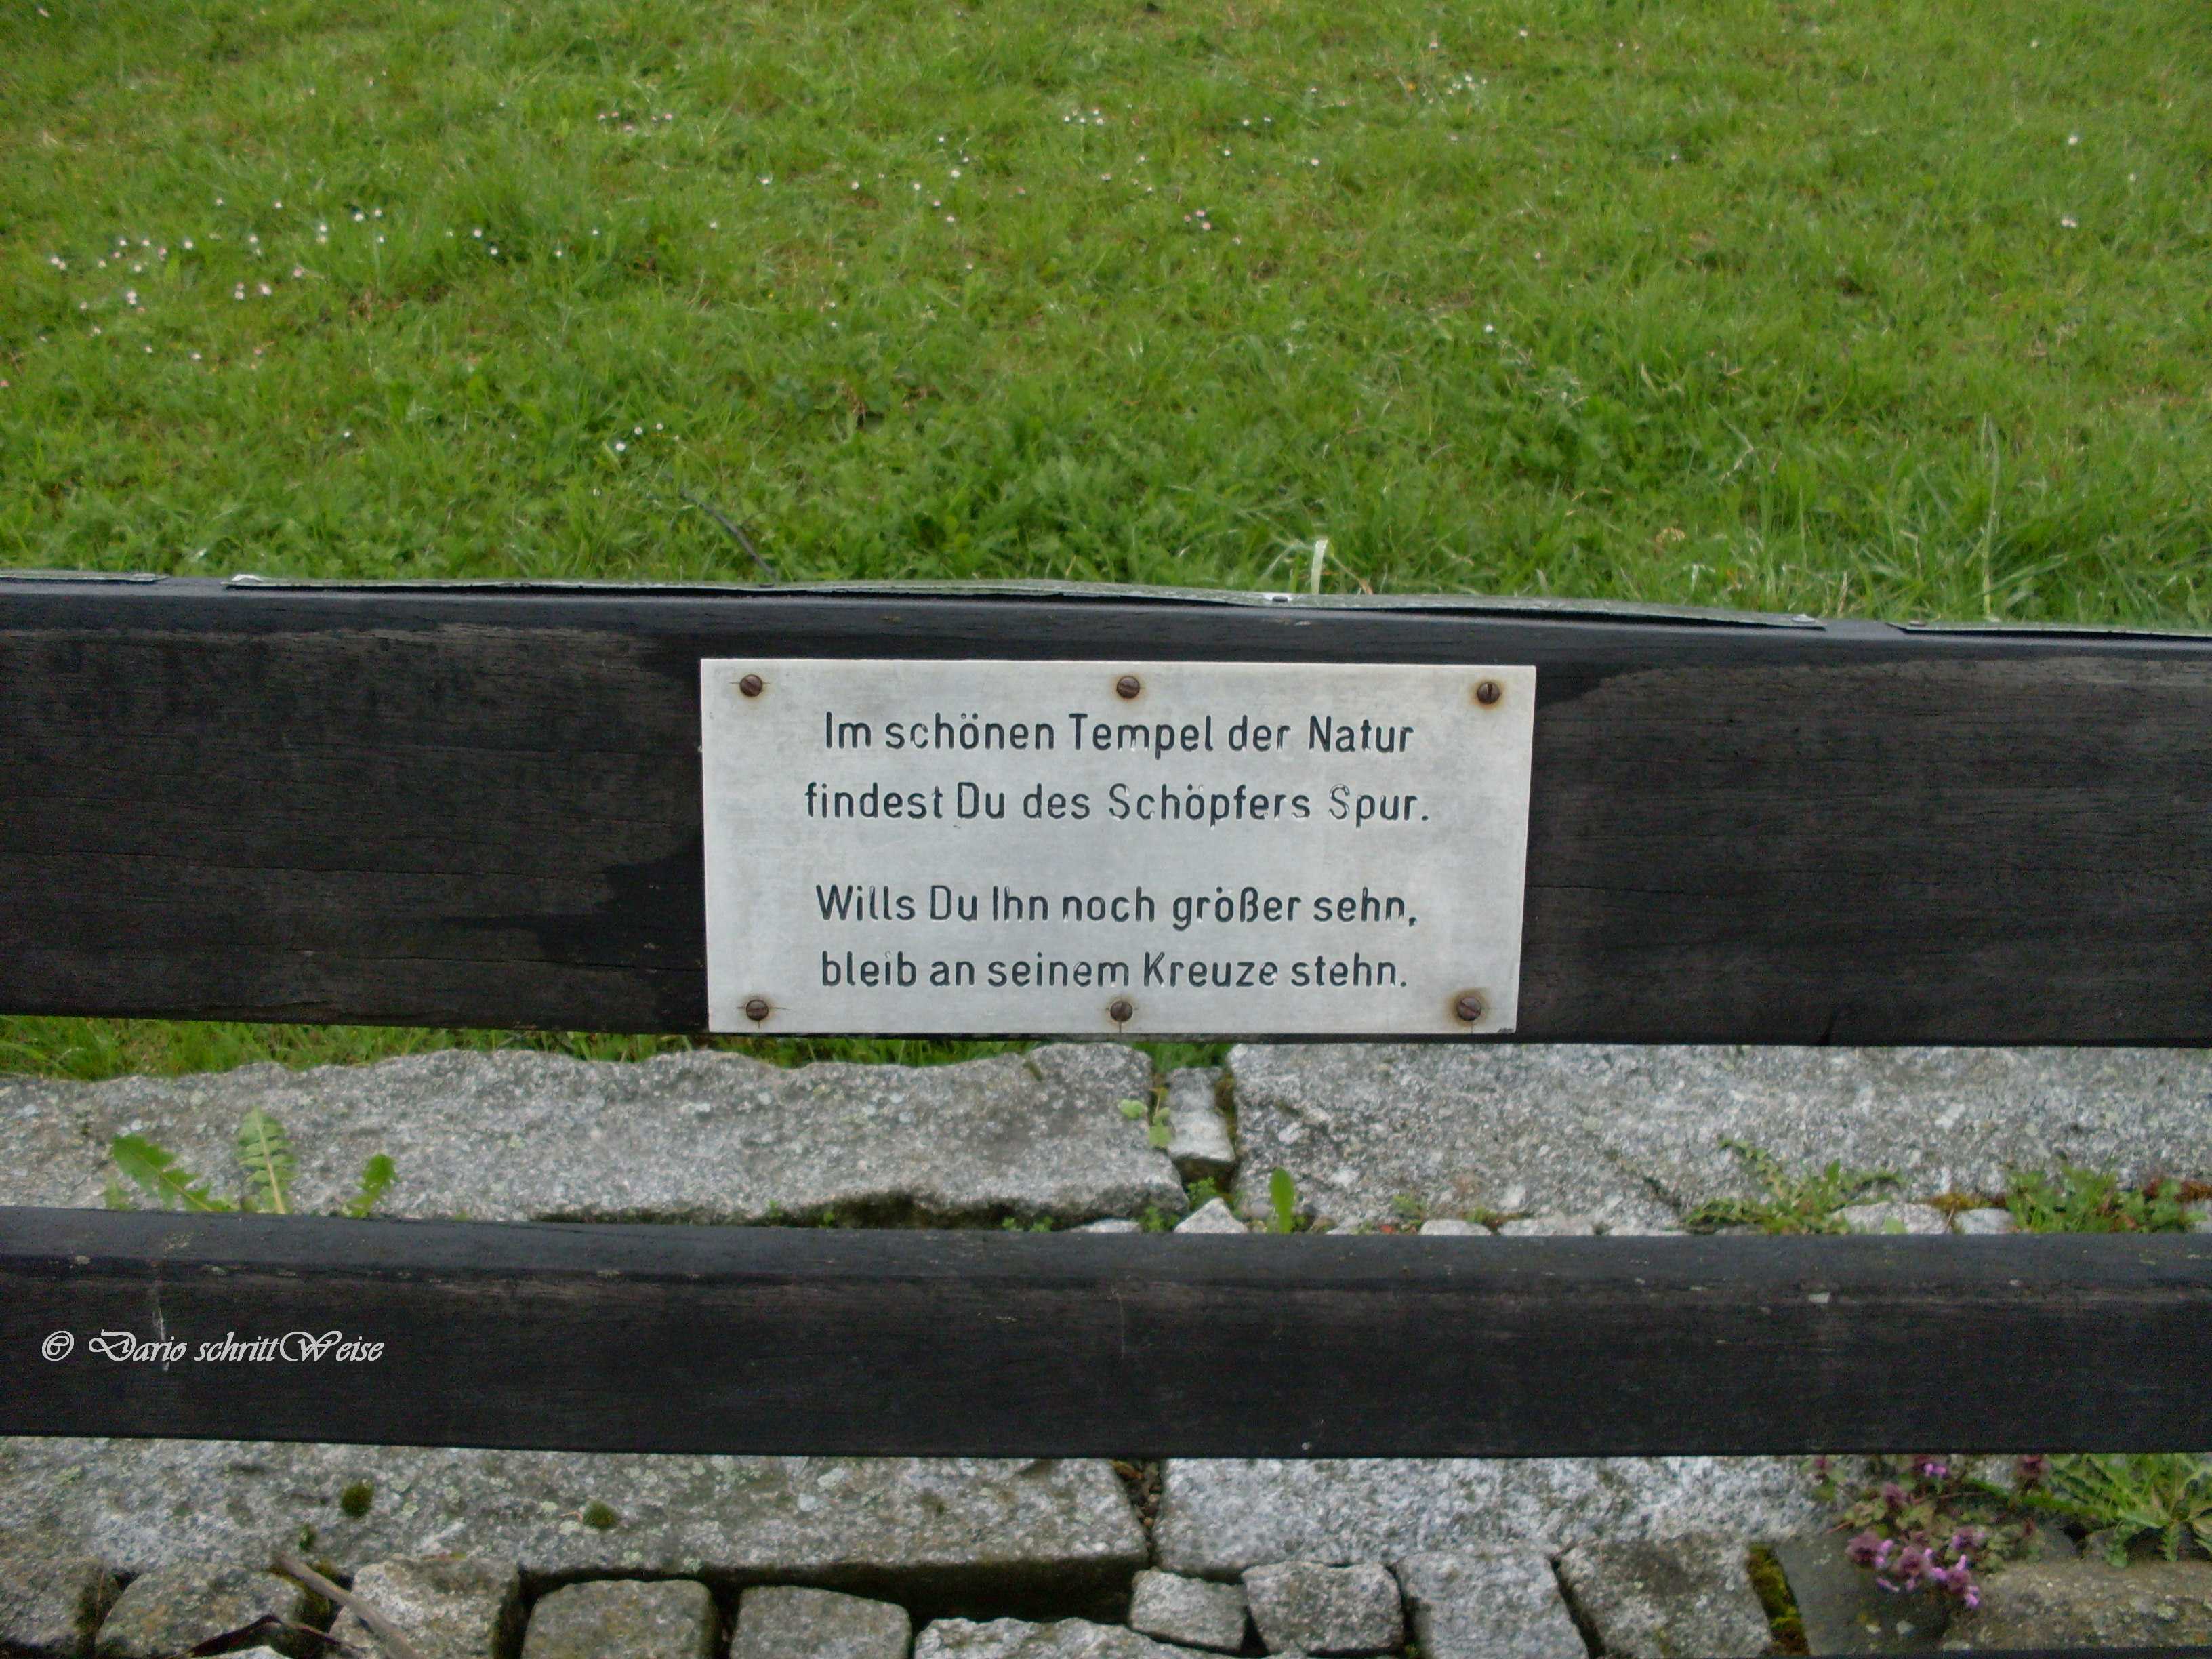 Im schönen Tempel der Natur
findest Du des Schöpfers Spur.
Wills Du Ihn noch größer sehn,
bleib an seinem Kreuze stehn.
© Dario schrittWeise